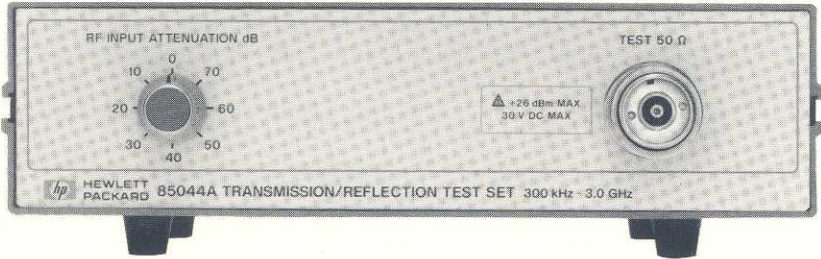 RF INPUT ATTENUATION dB
0
10
70
20
60
30
50
40
TEST 50 Ω
+26 dBm MAX
30 V DC MAX
hp HEWLETT PACKARD 85044A TRANSMISSION/REFLECTION TEST SET 300 kHz - 3.0 GHz